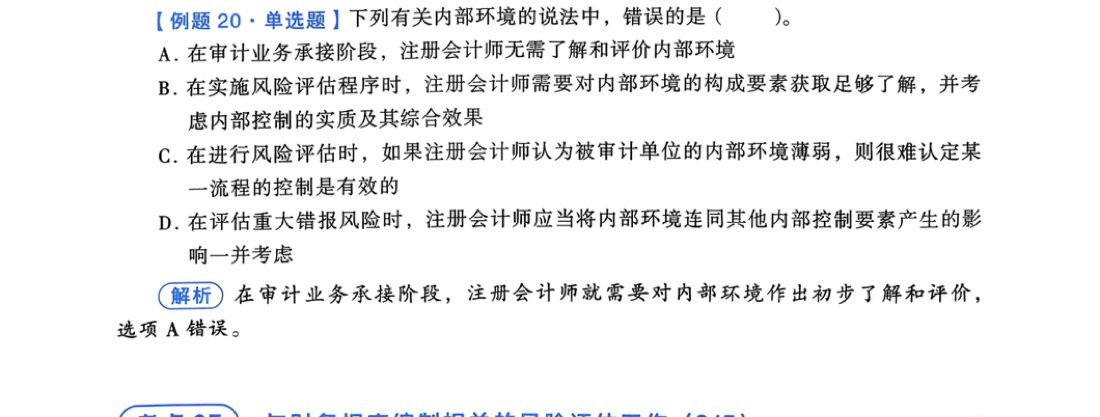 【例题 20·单选题】下列有关内部环境的说法中，错误的是（　　）。
A. 在审计业务承接阶段，注册会计师无需了解和评价内部环境
B. 在实施风险评估程序时，注册会计师需要对内部环境的构成要素获取足够了解，并考
虑内部控制的实质及其综合效果
C. 在进行风险评估时，如果注册会计师认为被审计单位的内部环境薄弱，则很难认定某
一流程的控制是有效的
D. 在评估重大错报风险时，注册会计师应当将内部环境连同其他内部控制要素产生的影
响一并考虑
解析 在审计业务承接阶段，注册会计师就需要对内部环境作出初步了解和评价，
选项 A 错误。